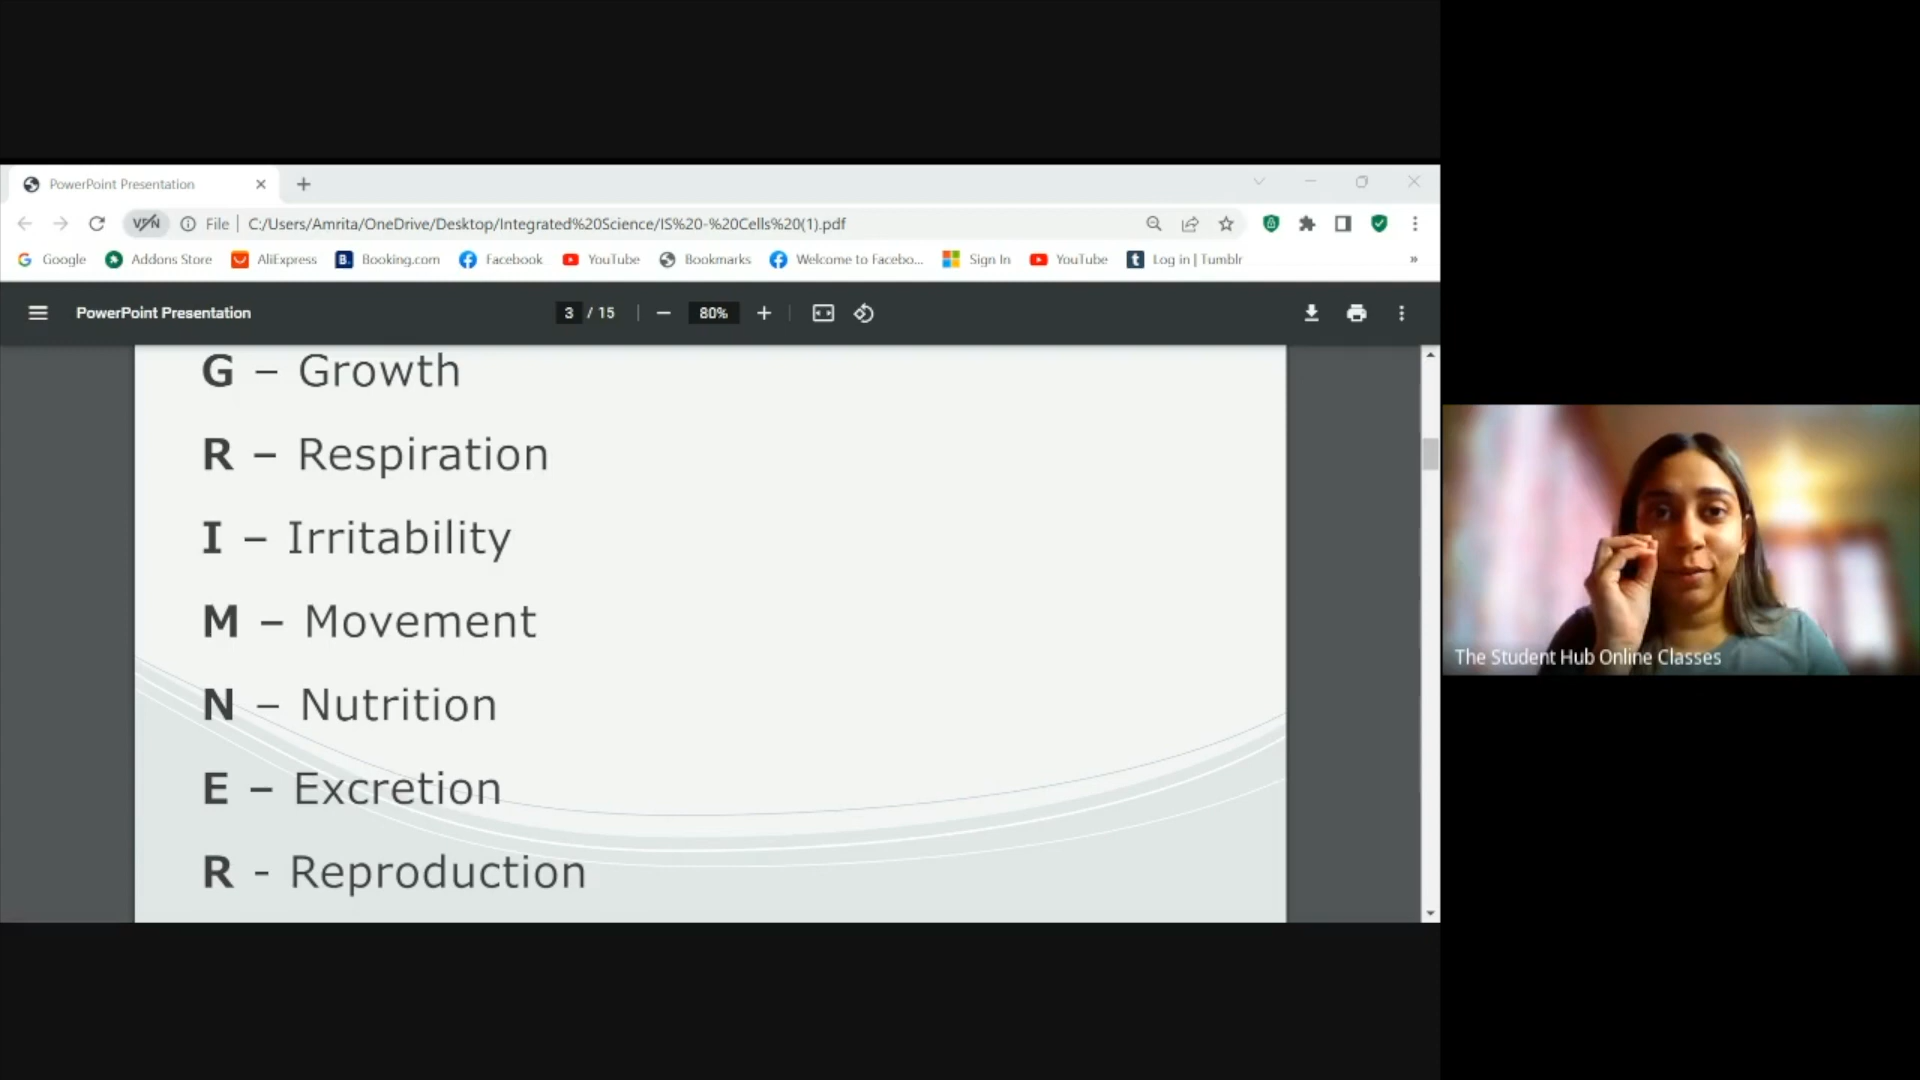 PowerPoint Presentation
VPN File C:/Users/Amrita/OneDrive/Desktop/Integrated%20Science/IS%20-%20Cells%20(1).pdf
Google Addons Store AliExpress B. Booking.com Facebook YouTube Bookmarks Welcome to Facebo... Sign In YouTube t Log in | Tumblr »
PowerPoint Presentation 3 / 15 80%
G – Growth
R – Respiration
I – Irritability
M – Movement
N – Nutrition
E – Excretion
R - Reproduction
The Student Hub Online Classes